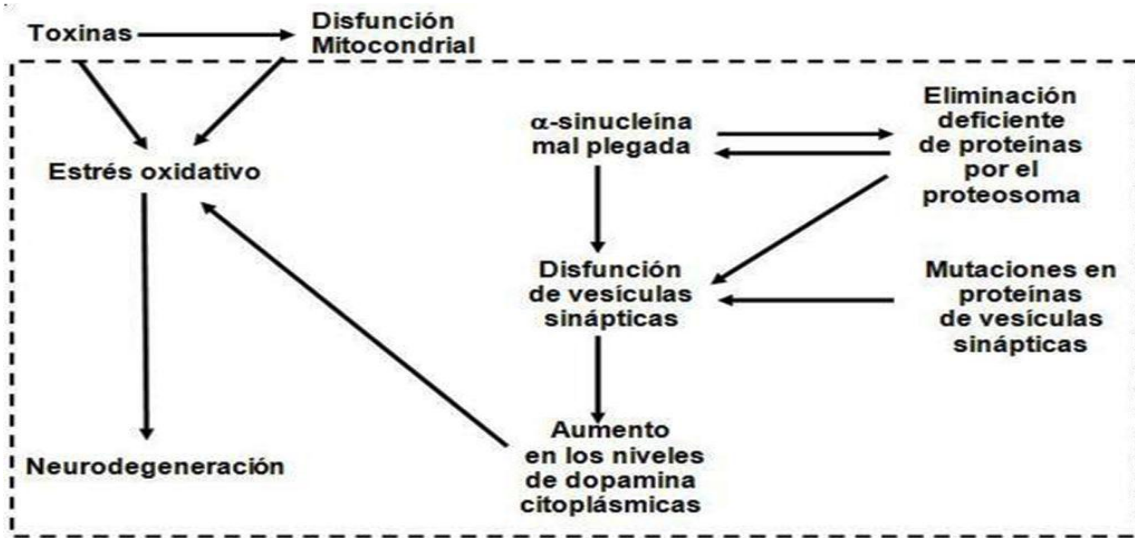 Toxinas
Disfunción
Mitocondrial
Estrés oxidativo
Neurodegeneración
α-sinucleína
mal plegada
Disfunción
de vesículas
sinápticas
Aumento
en los niveles
de dopamina
citoplásmicas
Eliminación
deficiente
de proteínas
por el
proteosoma
Mutaciones en
proteínas
de vesículas
sinápticas